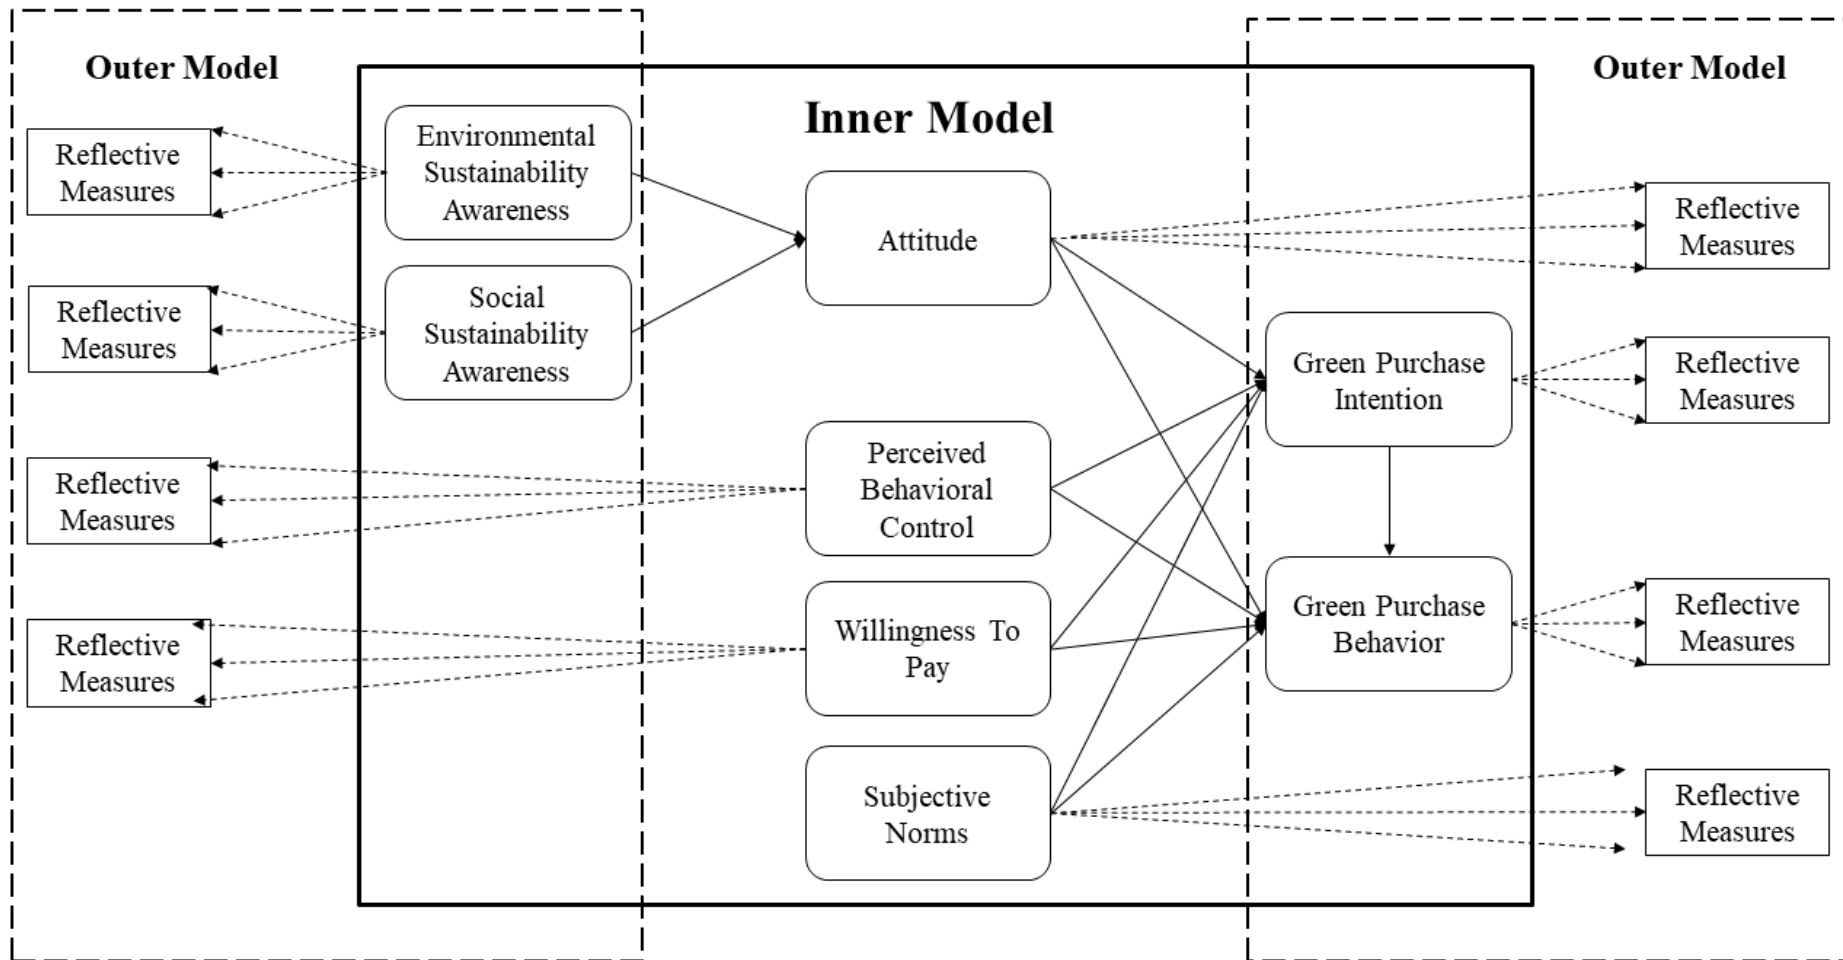 Outer Model
Reflective
Measures
Reflective
Measures
Reflective
Measures
Reflective
Measures
Inner Model
Environmental
Sustainability
Awareness
Social
Sustainability
Awareness
Attitude
Perceived
Behavioral
Control
Willingness To
Pay
Subjective
Norms
Green Purchase
Intention
Green Purchase
Behavior
Outer Model
Reflective
Measures
Reflective
Measures
Reflective
Measures
Reflective
Measures